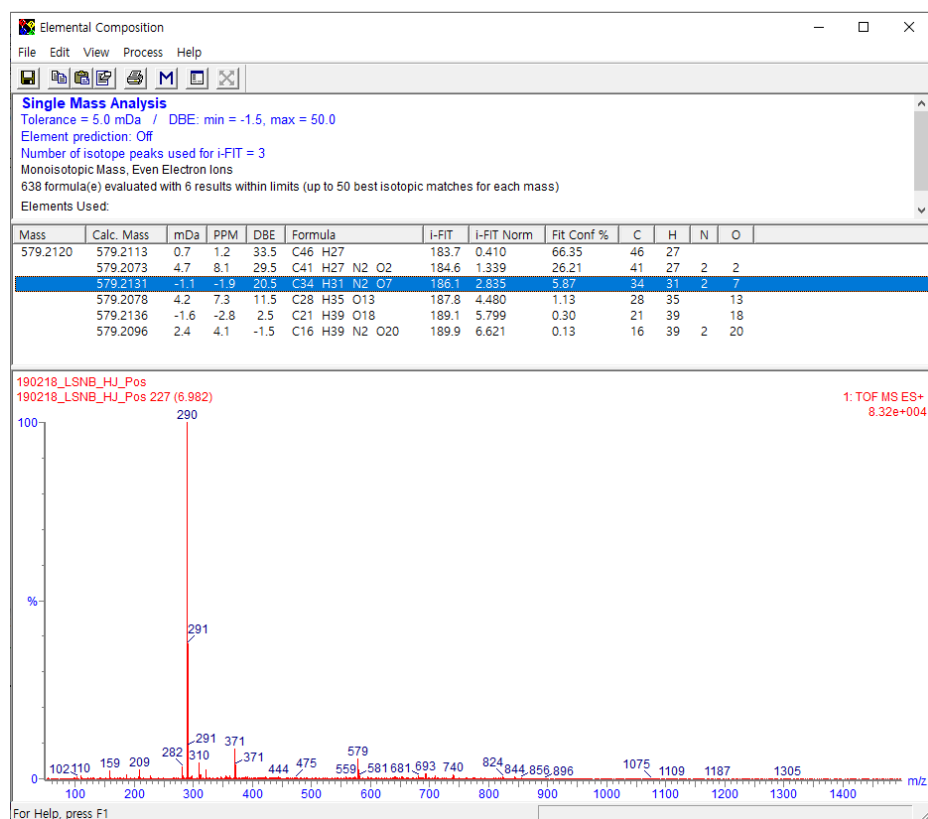 Elemental Composition
File Edit View Process Help
M
Single Mass Analysis
Tolerance = 5.0 mDa / DBE: min = -1.5, max = 50.0
Element prediction: Off
Number of isotope peaks used for i-FIT = 3
Monoisotopic Mass, Even Electron Ions
638 formula(e) evaluated with 6 results within limits (up to 50 best isotopic matches for each mass)
Elements Used:
Mass Calc. Mass mDa PPM DBE Formula i-FIT i-FIT Norm Fit Conf % C H N O
579.2120 579.2113 0.7 1.2 33.5 C46 H27 183.7 0.410 66.35 46 27
579.2073 4.7 8.1 29.5 C41 H27 N2 O2 184.6 1.339 26.21 41 27 2 2
579.2131 -1.1 -1.9 20.5 C34 H31 N2 O7 186.1 2.835 5.87 34 31 2 7
579.2078 4.2 7.3 11.5 C28 H35 O13 187.8 4.480 1.13 28 35 13
579.2136 -1.6 -2.8 2.5 C21 H39 O18 189.1 5.799 0.30 21 39 18
579.2096 2.4 4.1 -1.5 C16 H39 N2 O20 189.9 6.621 0.13 16 39 2 20
190218_LSNB_HJ_Pos
190218_LSNB_HJ_Pos 227 (6.982)
1: TOF MS ES+
8.32e+004
100
%
0
290
291
291
282
310
102 110 159 209
371
371
444 475
579
559 581 681 693 740
824
844 856 896
1075
1109 1187 1305
m/z
100 200 300 400 500 600 700 800 900 1000 1100 1200 1300 1400
For Help, press F1